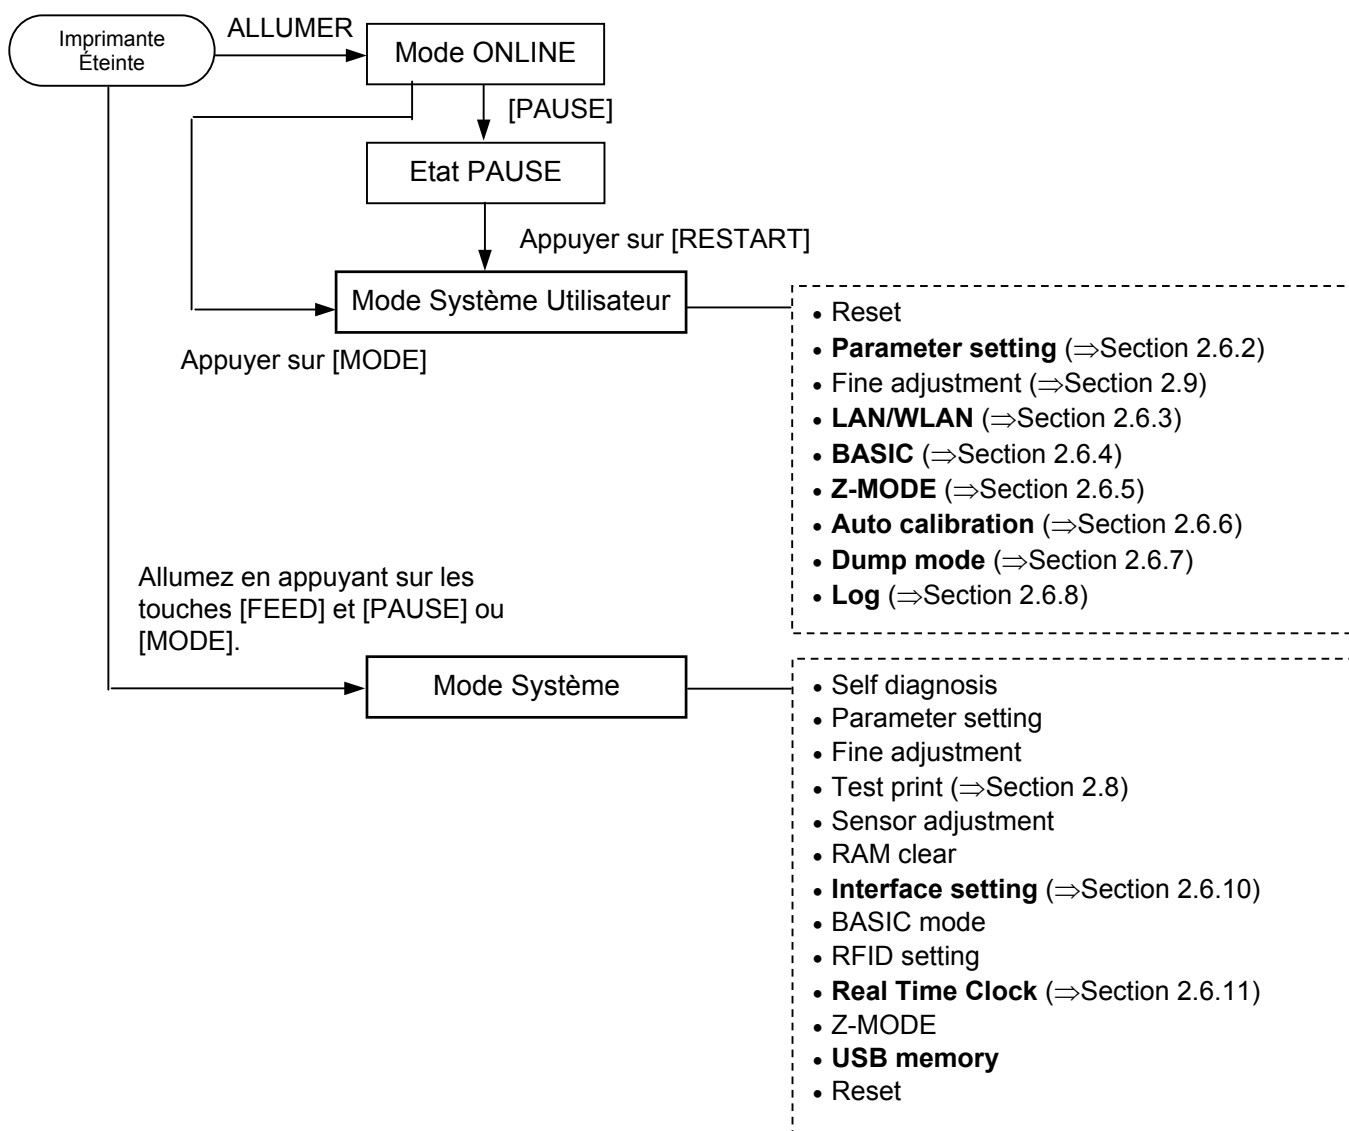 Imprimante
Éteinte
ALLUMER
Mode ONLINE
[PAUSE]
Etat PAUSE
Appuyer sur [RESTART]
Mode Système Utilisateur
Appuyer sur [MODE]
• Reset
• Parameter setting (⇒Section 2.6.2)
• Fine adjustment (⇒Section 2.9)
• LAN/WLAN (⇒Section 2.6.3)
• BASIC (⇒Section 2.6.4)
• Z-MODE (⇒Section 2.6.5)
• Auto calibration (⇒Section 2.6.6)
• Dump mode (⇒Section 2.6.7)
• Log (⇒Section 2.6.8)
Allumez en appuyant sur les
touches [FEED] et [PAUSE] ou
[MODE].
Mode Système
• Self diagnosis
• Parameter setting
• Fine adjustment
• Test print (⇒Section 2.8)
• Sensor adjustment
• RAM clear
• Interface setting (⇒Section 2.6.10)
• BASIC mode
• RFID setting
• Real Time Clock (⇒Section 2.6.11)
• Z-MODE
• USB memory
• Reset